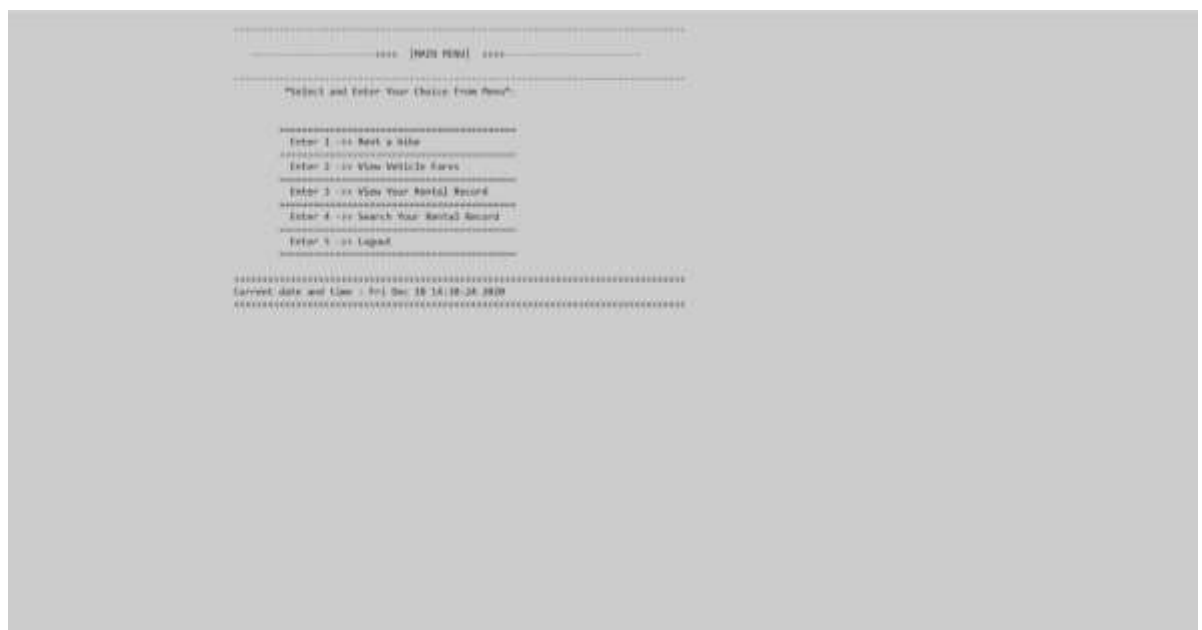 [MAIN MENU]
"Select and Enter Your Choice from Menu":
Enter 1 ->> Rent a Bike
Enter 2 ->> View Vehicle Fares
Enter 3 ->> View Your Rental Record
Enter 4 ->> Search Your Rental Record
Enter 5 ->> Logout
Current date and time : Fri Dec 18 2020